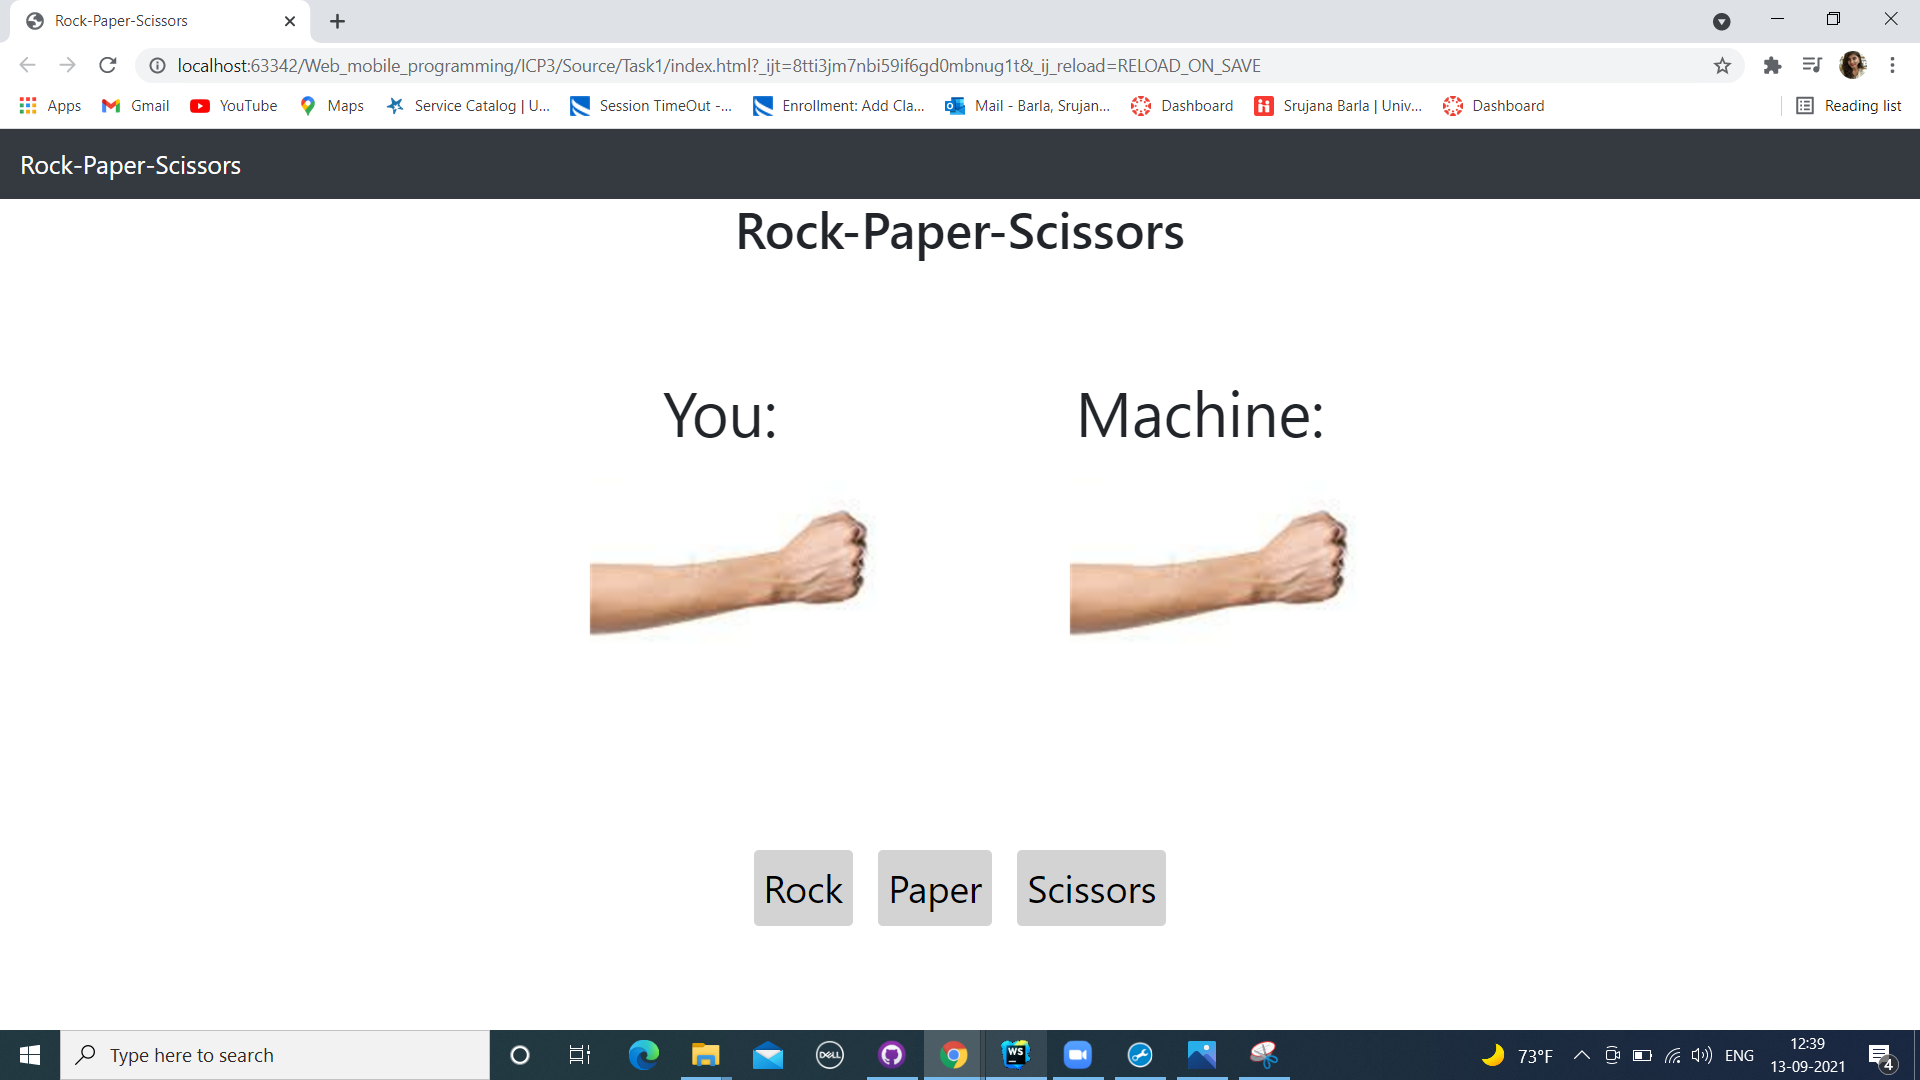 Rock-Paper-Scissors
localhost:63342/Web_mobile_programming/ICP3/Source/Task1/index.html?_ijt=8tti3jm7nbi59if6gd0mbnug1t&_ij_reload=RELOAD_ON_SAVE
Apps Gmail YouTube Maps Service Catalog | U... Session TimeOut -... Enrollment: Add Cla... Mail - Barla, Srujan... Dashboard Srujana Barla | Univ... Dashboard Reading list
Rock-Paper-Scissors
Rock-Paper-Scissors
You: Machine:
Rock Paper Scissors
Type here to search DELL WS 73°F ENG 12:39
13-09-2021 4